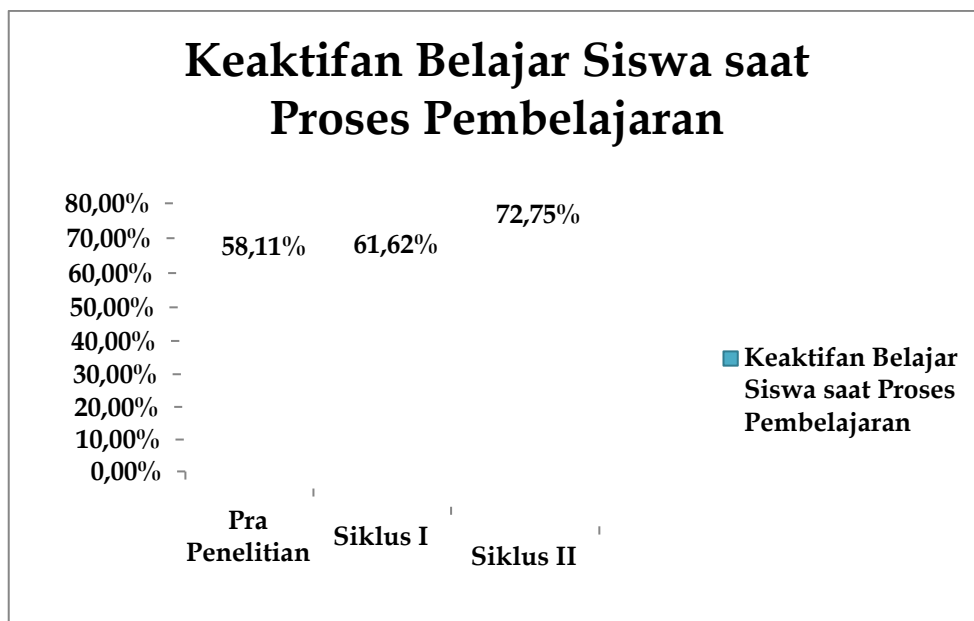 Keaktifan Belajar Siswa saat
Proses Pembelajaran
80,00%
70,00%
60,00%
50,00%
40,00%
30,00%
20,00%
10,00%
0,00%
58,11%
61,62%
72,75%
Pra
Penelitian
Siklus I
Siklus II
Keaktifan Belajar
Siswa saat Proses
Pembelajaran